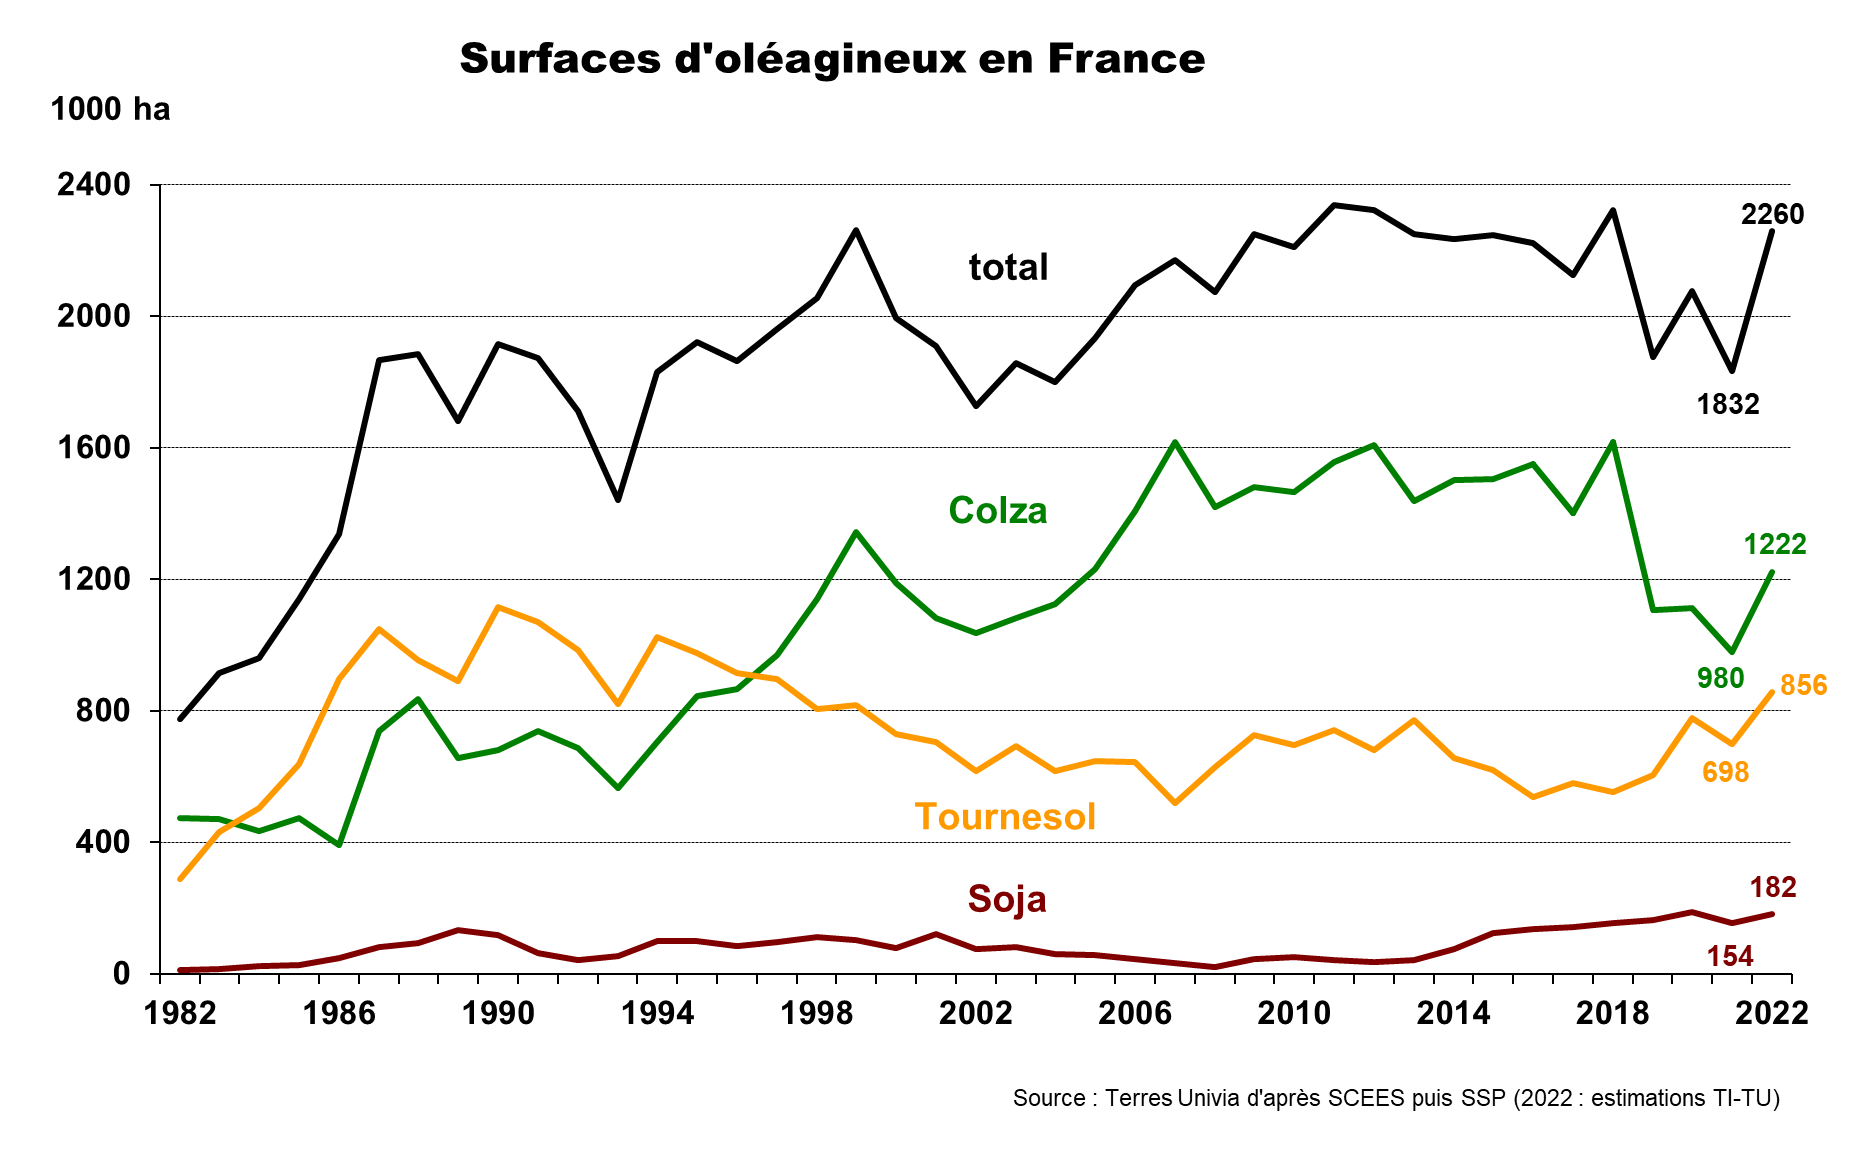 Surfaces d'oléagineux en France
1000 ha
2400
2260
total
2000
1832
1600
Colza
1222
1200
980
856
800
698
Tournesol
400
Soja
182
154
0
1982 1986 1990 1994 1998 2002 2006 2010 2014 2018 2022
Source : Terres Univia d'après SCEES puis SSP (2022 : estimations TI-TU)